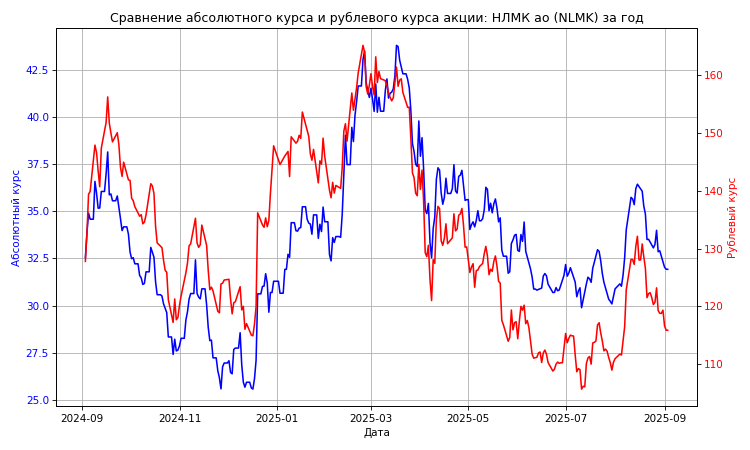 Сравнение абсолютного курса и рублевого курса акции: НЛМК ао (NLMK) за год
Абсолютный курс
42.5
40.0
37.5
35.0
32.5
30.0
27.5
25.0
160
150
140
130
120
110
Рублевый курс
2024-09 2024-11 2025-01 2025-03 2025-05 2025-07 2025-09
Дата